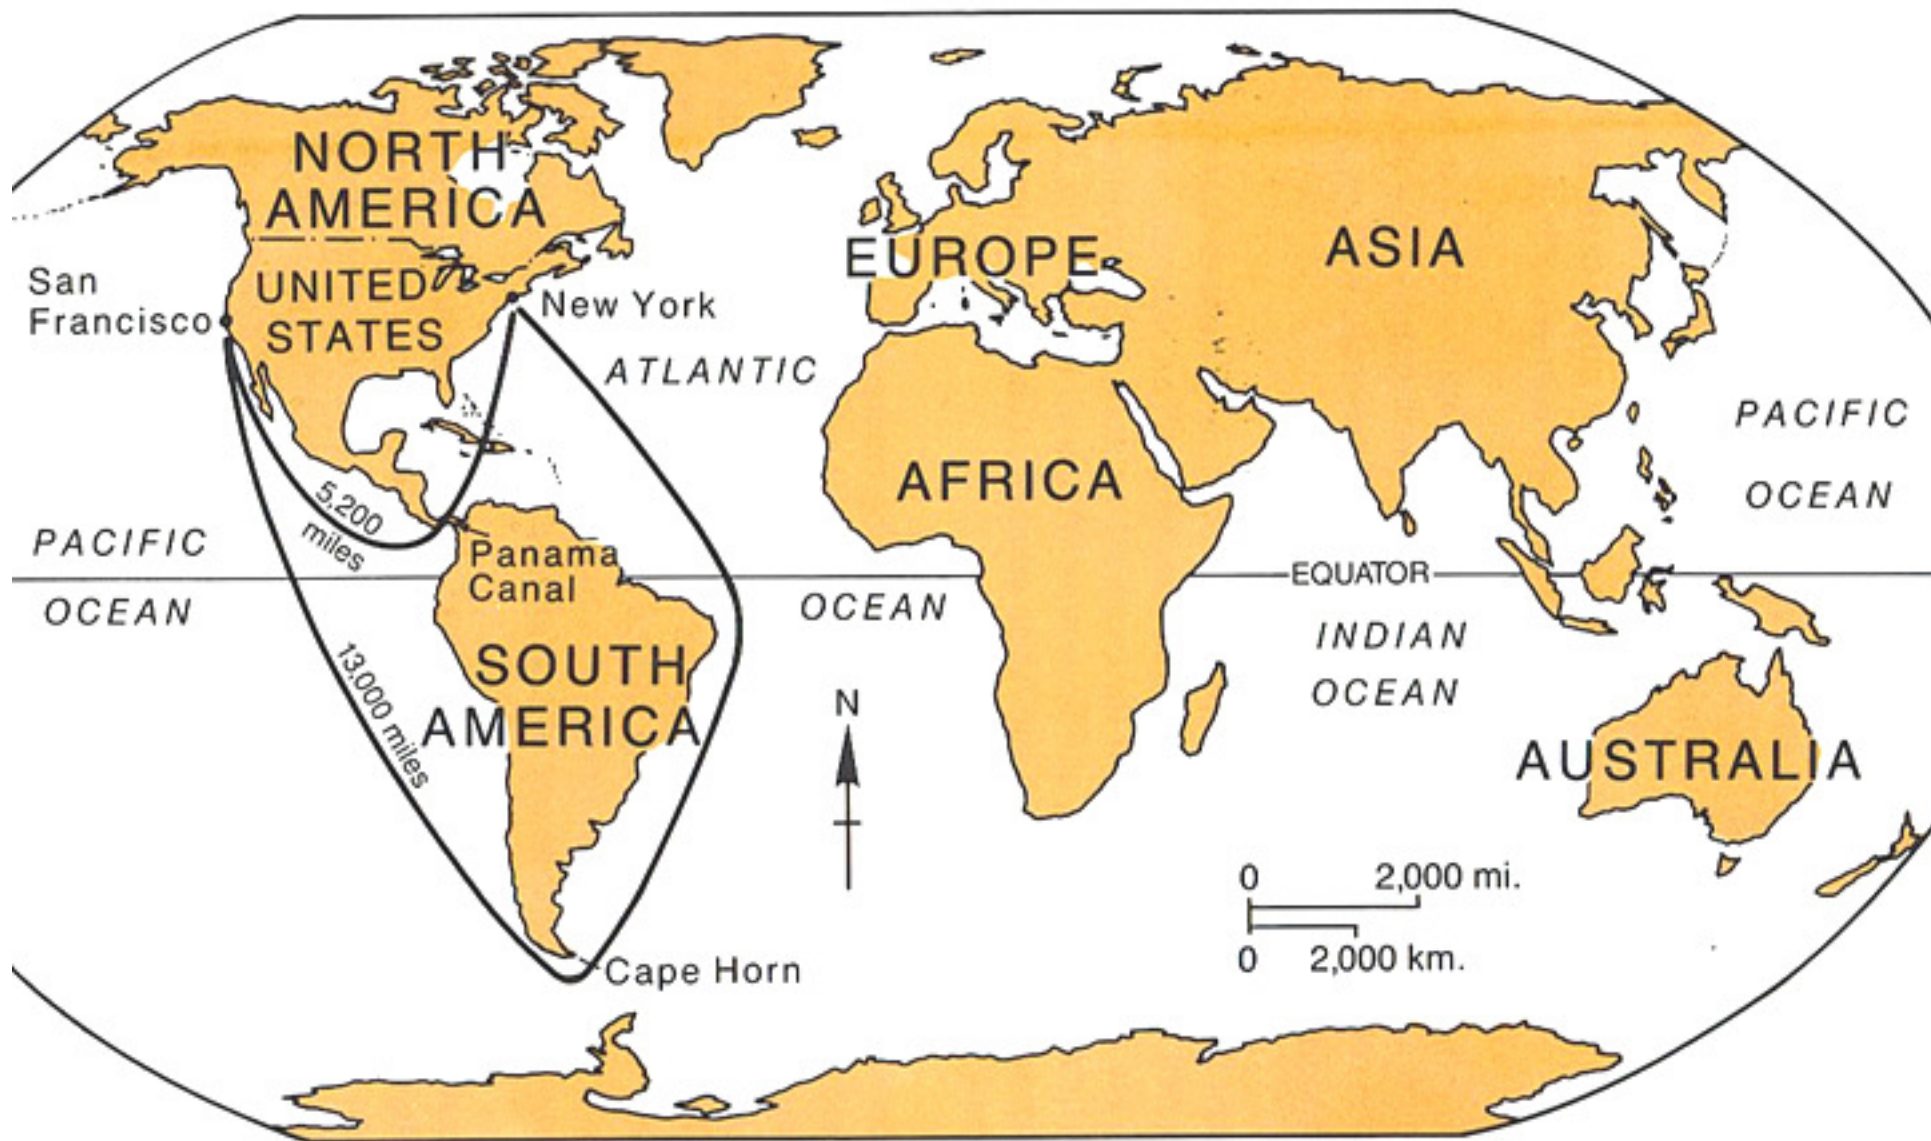 NORTH
AMERICA
UNITED
STATES
San
Francisco
New York
ATLANTIC
OCEAN
EUROPE
ASIA
AFRICA
PACIFIC
OCEAN
5,200
miles
PACIFIC
OCEAN
Panama
Canal
EQUATOR
INDIAN
OCEAN
SOUTH
AMERICA
13,000 miles
N
AUSTRALIA
0 2,000 mi.
0 2,000 km.
Cape Horn